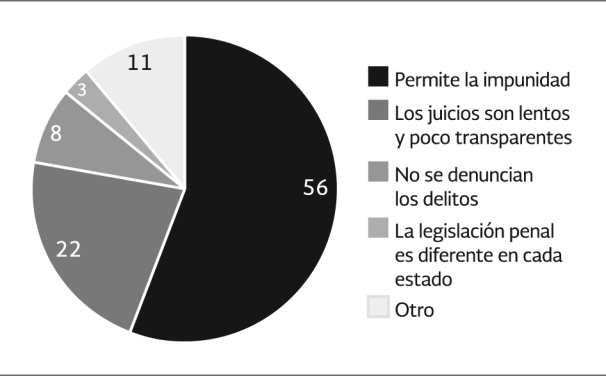 11
3
8
56
22
Permite la impunidad
Los juicios son lentos
y poco transparentes
No se denuncian
los delitos
La legislación penal
es diferente en cada
estado
Otro